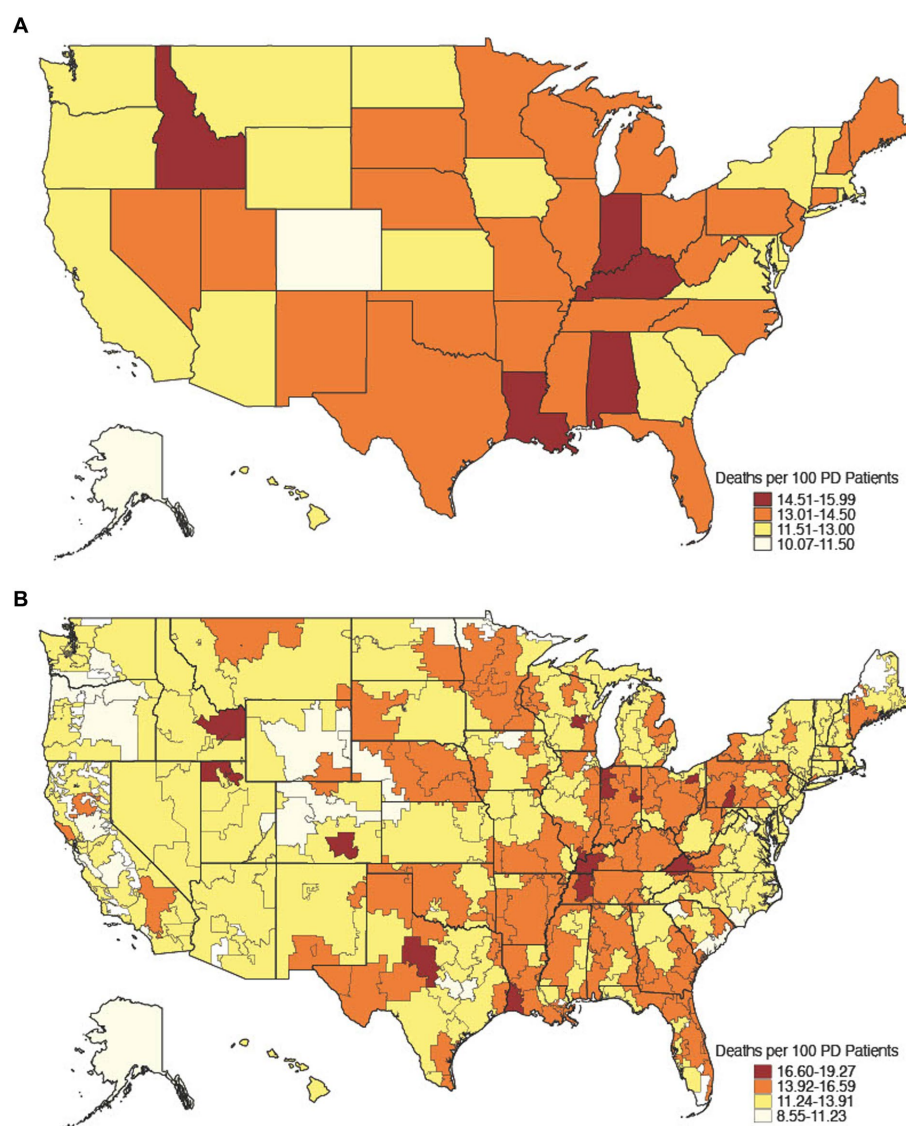 A
Deaths per 100 PD Patients
14.51-15.99
13.01-14.50
11.51-13.00
10.07-11.50
B
Deaths per 100 PD Patients
16.60-19.27
13.92-16.59
11.24-13.91
8.55-11.23